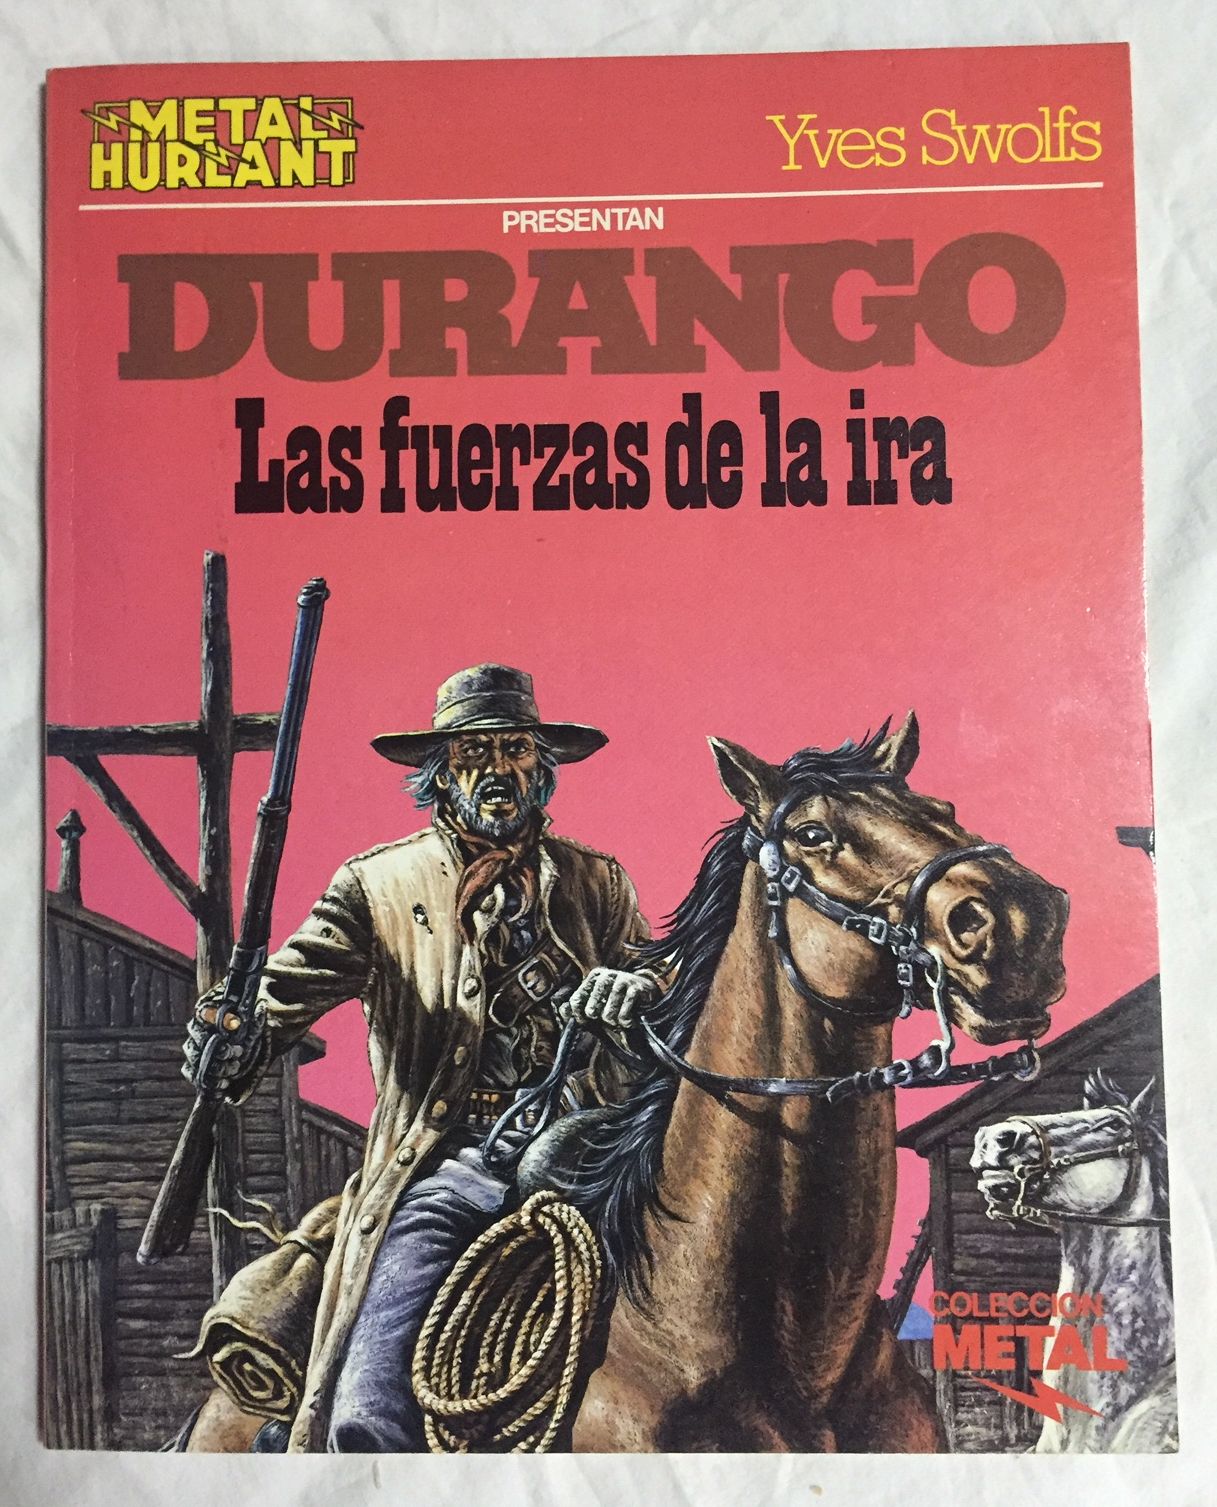 METAL
HURLANT
Yves Swolfs
PRESENTAN
DURANGO
Las fuerzas de la ira
COLECCION
METAL